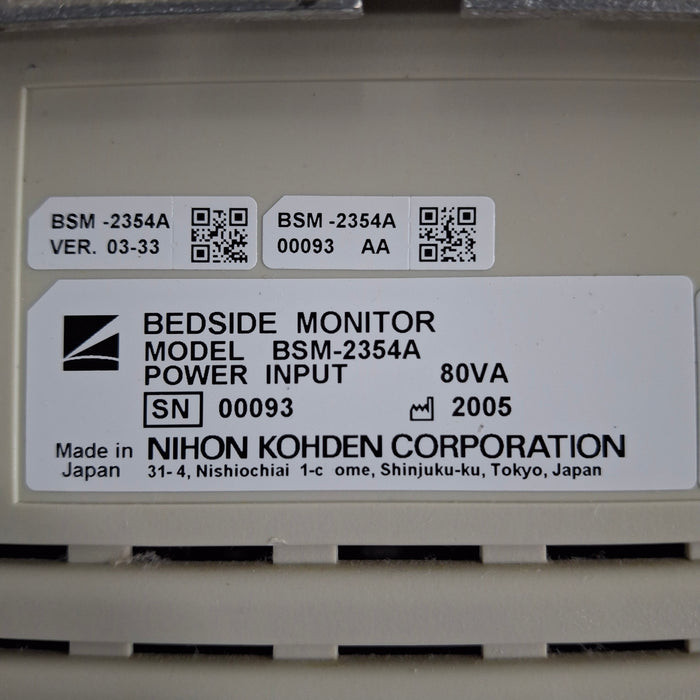 BSM -2354A
VER. 03-33
BSM -2354A
00093 AA
BEDSIDE MONITOR
MODEL BSM-2354A
POWER INPUT 80VA
SN 00093 2005
Made in Japan
NIHON KOHDEN CORPORATION
31-4, Nishiochiai 1-c ome, Shinjuku-ku, Tokyo, Japan